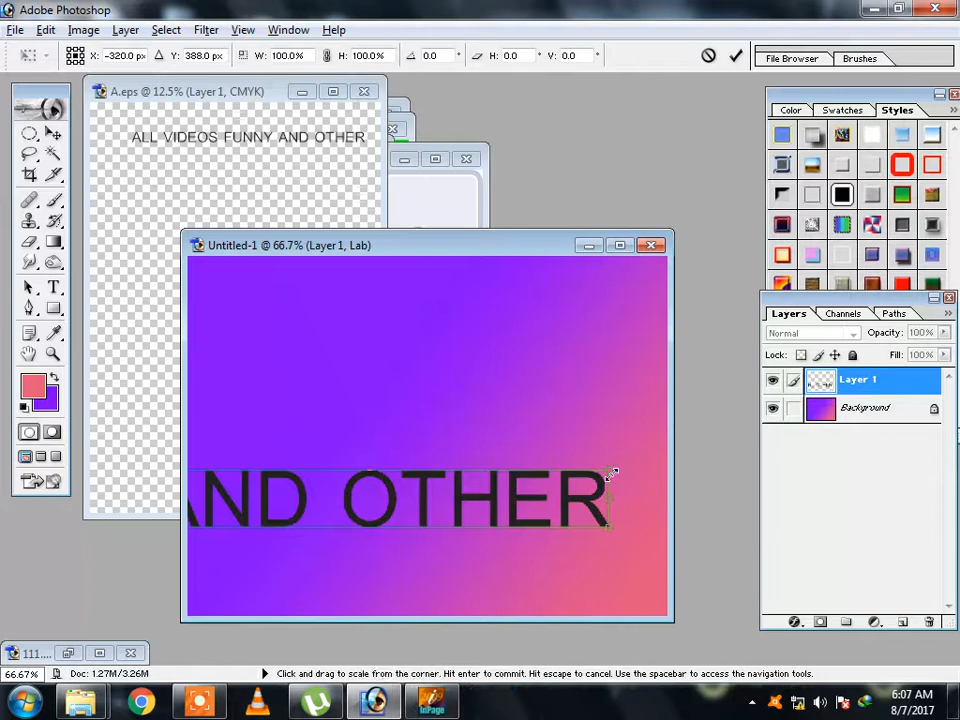 Adobe Photoshop
File Edit Image Layer Select Filter View Window Help
X: -320.0 px Y: 388.0 px W: 100.0% H: 100.0% 0.0 ° H: 0.0 ° V: 0.0 °
File Browser Brushes
A.eps @ 12.5% (Layer 1, CMYK)
ALL VIDEOS FUNNY AND OTHER
Color Swatches Styles
Untitled-1 @ 66.7% (Layer 1, Lab)
AND OTHER
Layers Channels Paths
Normal Opacity: 100%
Lock: Fill: 100%
Layer 1
Background
111....
66.67% Doc: 1.27M/3.26M Click and drag to scale from the corner. Hit enter to commit. Hit escape to cancel. Use the spacebar to access the navigation tools.
InPage
6:07 AM
8/7/2017